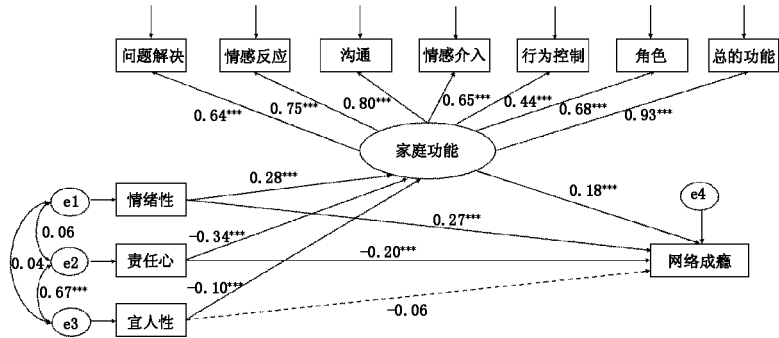 问题解决
情感反应
沟通
情感介入
行为控制
角色
总的功能
0.64***
0.75***
0.80***
0.65***
0.44***
0.68***
0.93***
家庭功能
e1
情绪性
0.28***
0.18***
e4
0.27***
0.06
-0.34***
e2
责任心
-0.20***
网络成瘾
0.04
0.67***
-0.10***
e3
宜人性
-0.06